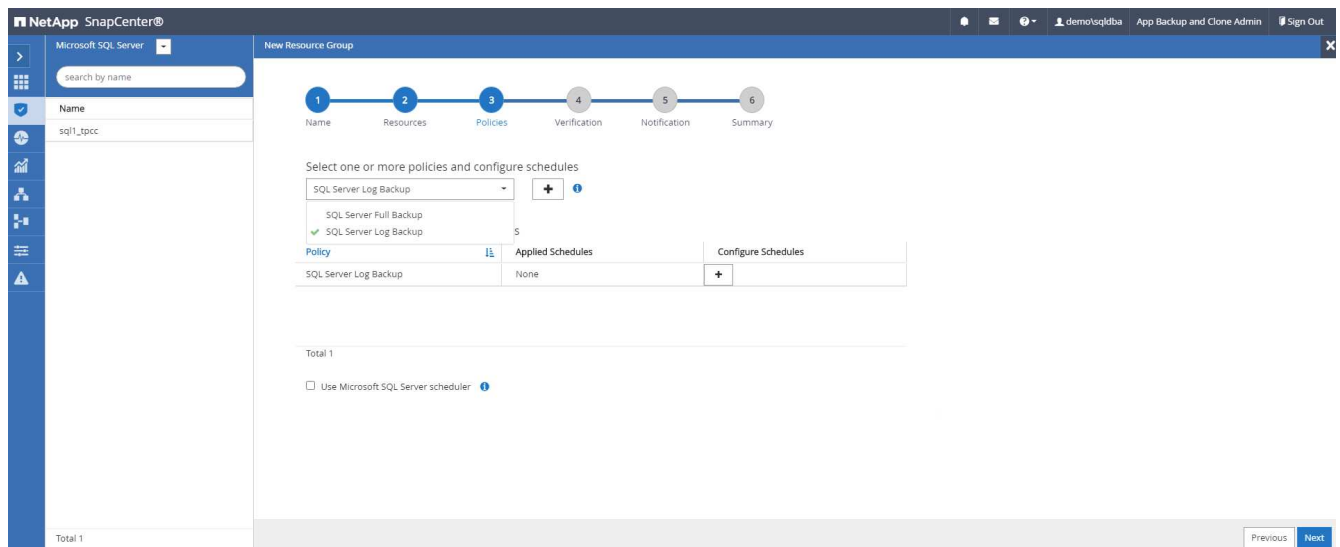 NetApp SnapCenter®
demo\sqldba App Backup and Clone Admin Sign Out
Microsoft SQL Server
New Resource Group
search by name
Name
sql1_tpcc
1 2 3 4 5 6
Name Resources Policies Verification Notification Summary
Select one or more policies and configure schedules
SQL Server Log Backup
SQL Server Full Backup
SQL Server Log Backup
s
Policy Applied Schedules Configure Schedules
SQL Server Log Backup None +
Total 1
Use Microsoft SQL Server scheduler
Total 1
Previous Next